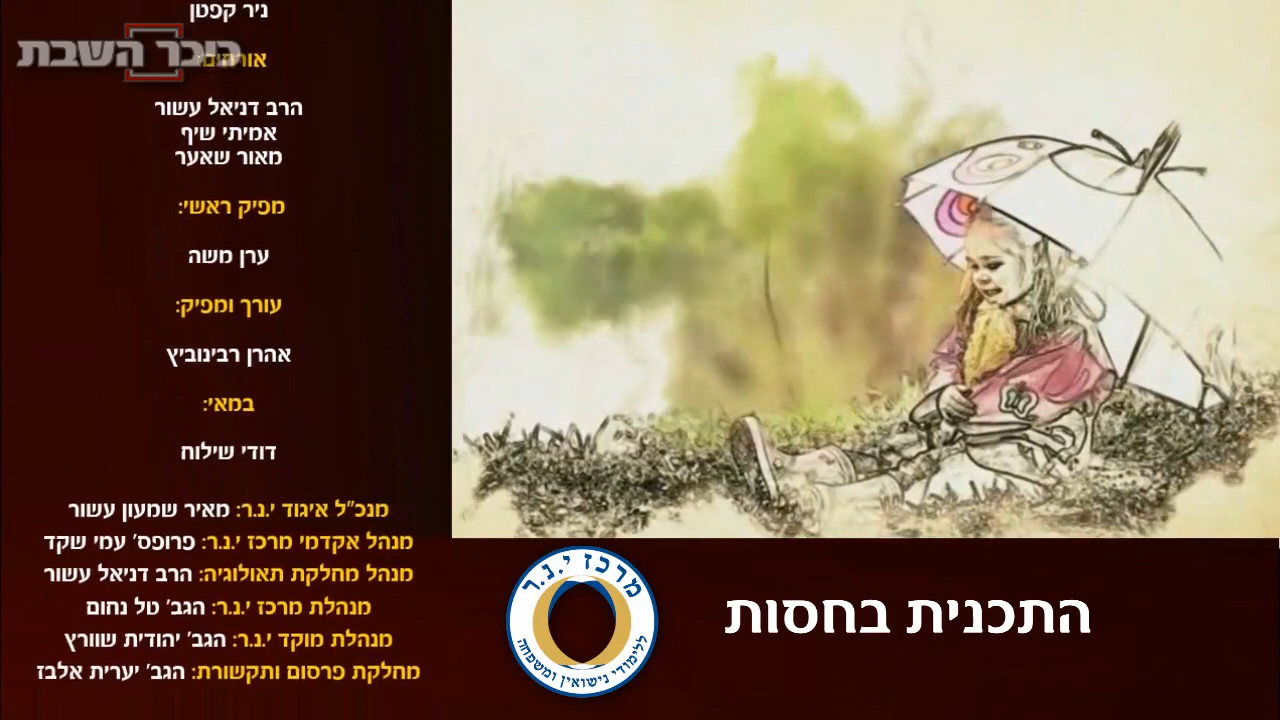 ניר קפטן
אורחים:
כוכר השבת
הרב דניאל עשור
אמיתי שיף
מאור שאער
מפיק ראשי:
ערן משה
עורך ומפיק:
אהרן רבינוביץ
במאי:
דודי שילוח
מנכ"ל איגוד י.נ.ר: מאיר שמעון עשור
מנהל אקדמי מרכז י.נ.ר: פרופס' עמי שקד
מנהל מחלקת תאולוגיה: הרב דניאל עשור
מנהלת מרכז י.נ.ר: הגב' טל נחום
מנהלת מוקד י.נ.ר: הגב' יהודית שוורץ
מחלקת פרסום ותקשורת: הגב' יערית אלבז
מרכז י.נ.ר
ללימודי נישואין ומשפחה
התכנית בחסות